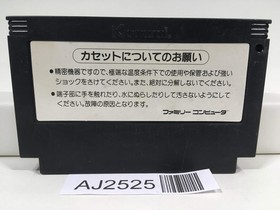 カセットについてのお願い
●精密機器ですので、極端な温度条件下での使用や保管および強い
ショックをさけてください。また、絶対に分解しないでください。
●端子部に手を触れたり、水にぬらしたりして汚さないようにして
ください。故障の原因となります。
ファミリー コンピュータ
AJ2525